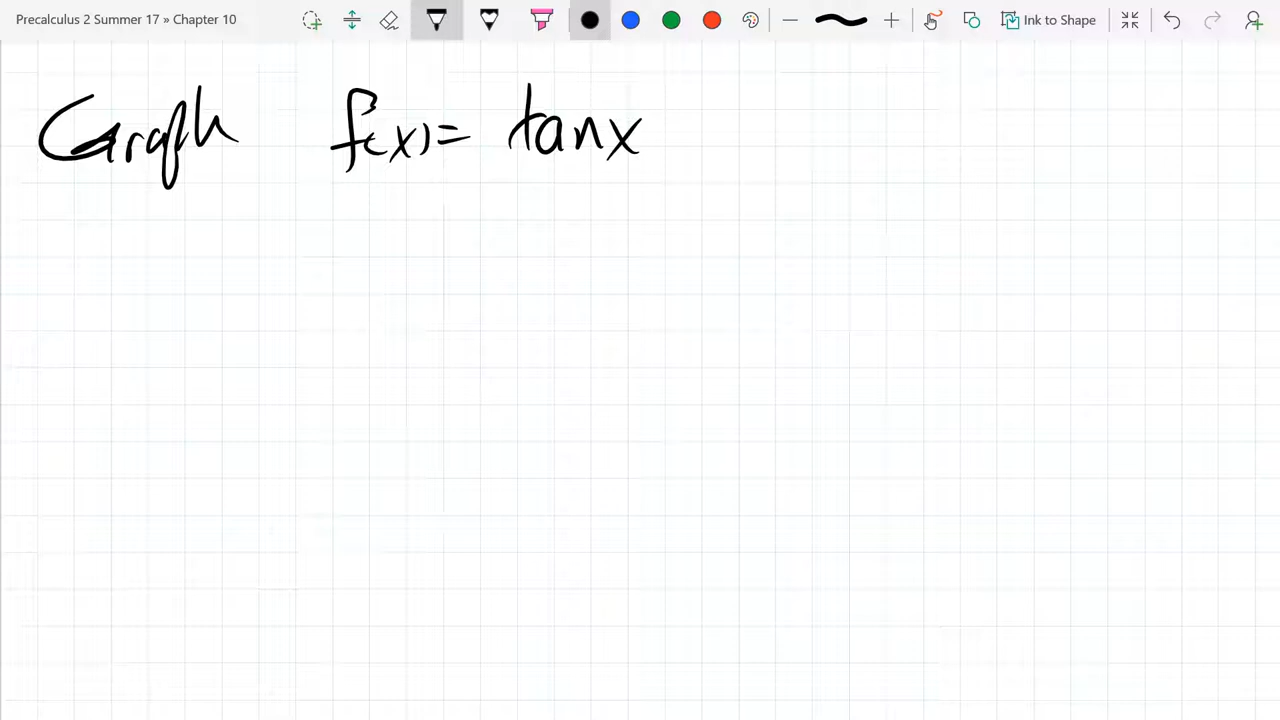 Precalculus 2 Summer 17 » Chapter 10
Ink to Shape
Graph f(x) = tanx